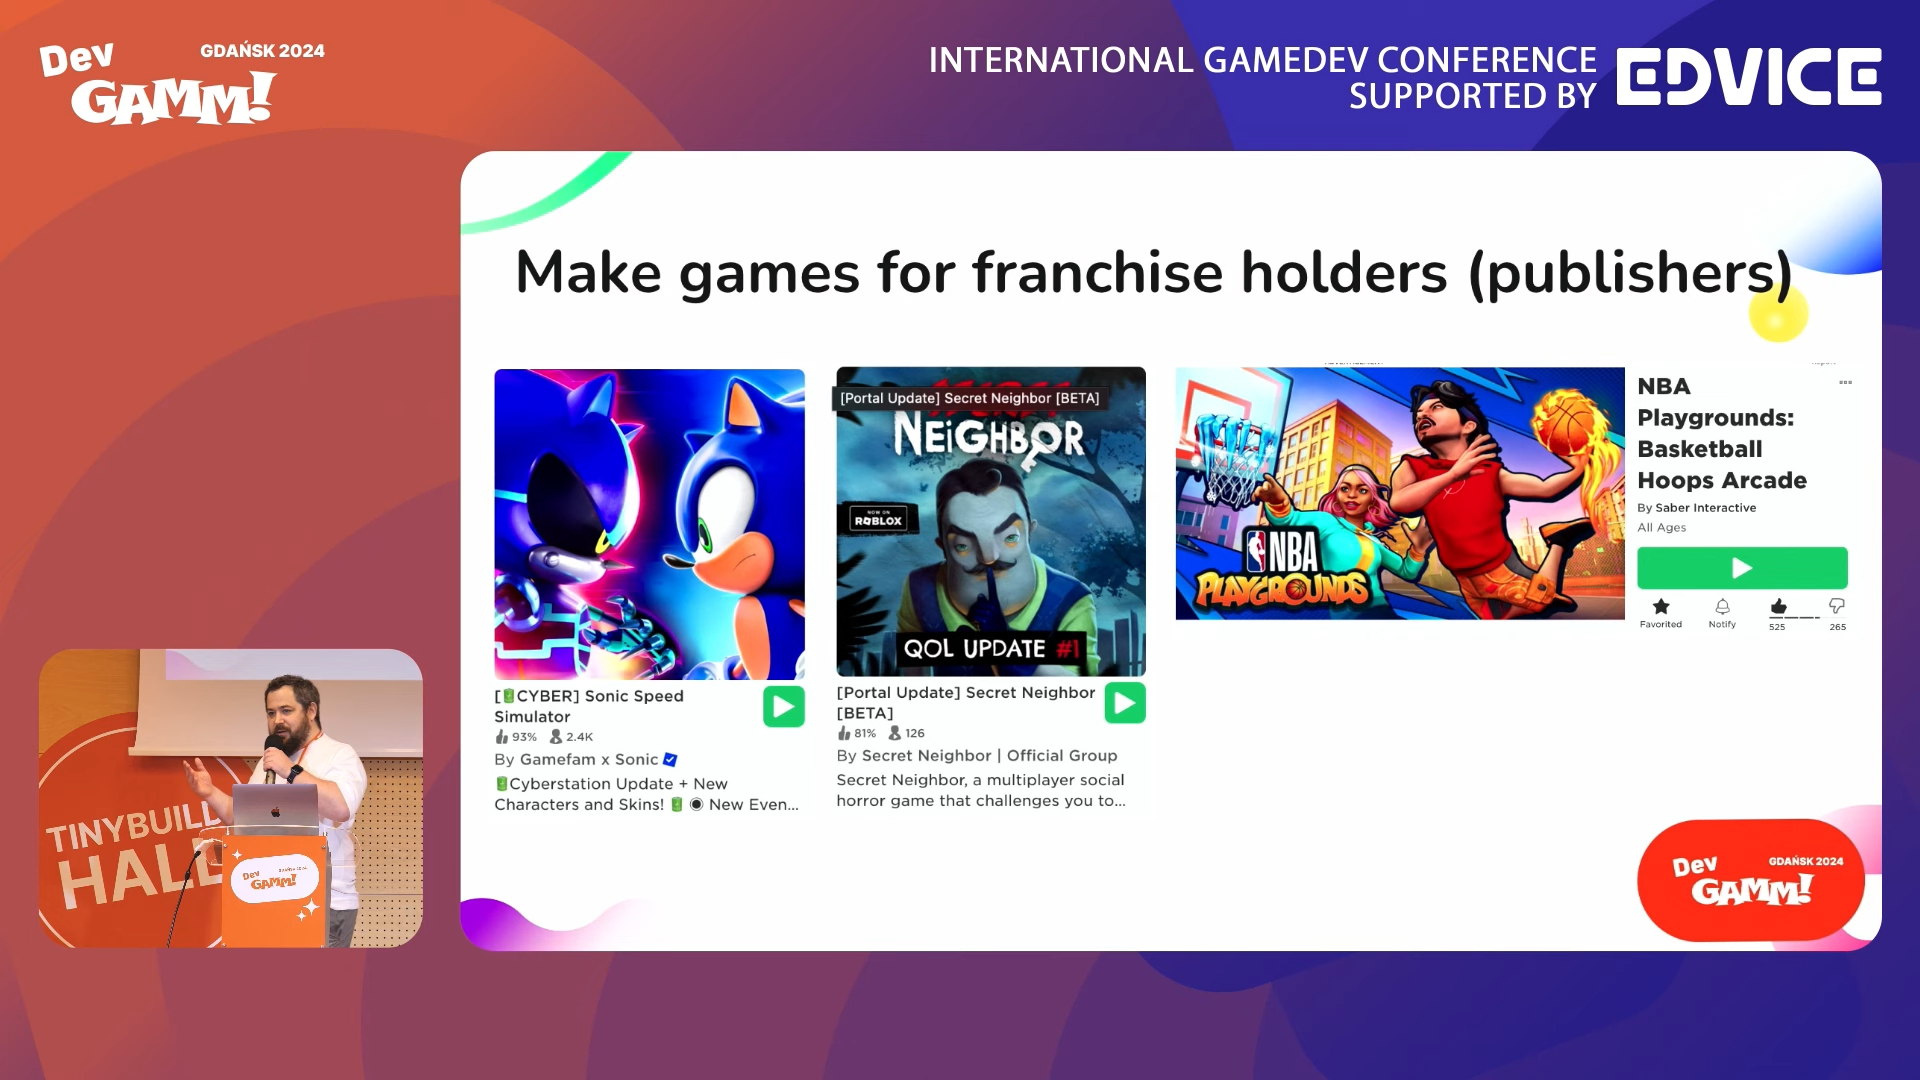 Dev
GAMM!
GDAŃSK 2024
INTERNATIONAL GAMEDEV CONFERENCE
SUPPORTED BY
EDVICE
Make games for franchise holders (publishers)
[Portal Update] Secret Neighbor [BETA]
NEiGHBOR
NOW ON
ROBLOX
QOL UPDATE #1
[CYBER] Sonic Speed
Simulator
93% 2.4K
By Gamefam x Sonic
Cyberstation Update + New
Characters and Skins! New Even...
[Portal Update] Secret Neighbor
[BETA]
81% 126
By Secret Neighbor | Official Group
Secret Neighbor, a multiplayer social
horror game that challenges you to...
NBA
PLAYGROUNDS
NBA
Playgrounds:
Basketball
Hoops Arcade
By Saber Interactive
All Ages
Favorited
Notify
525
265
TINYBUILD
HALL
Dev
GAMM!
Dev
GAMM!
GDAŃSK 2024